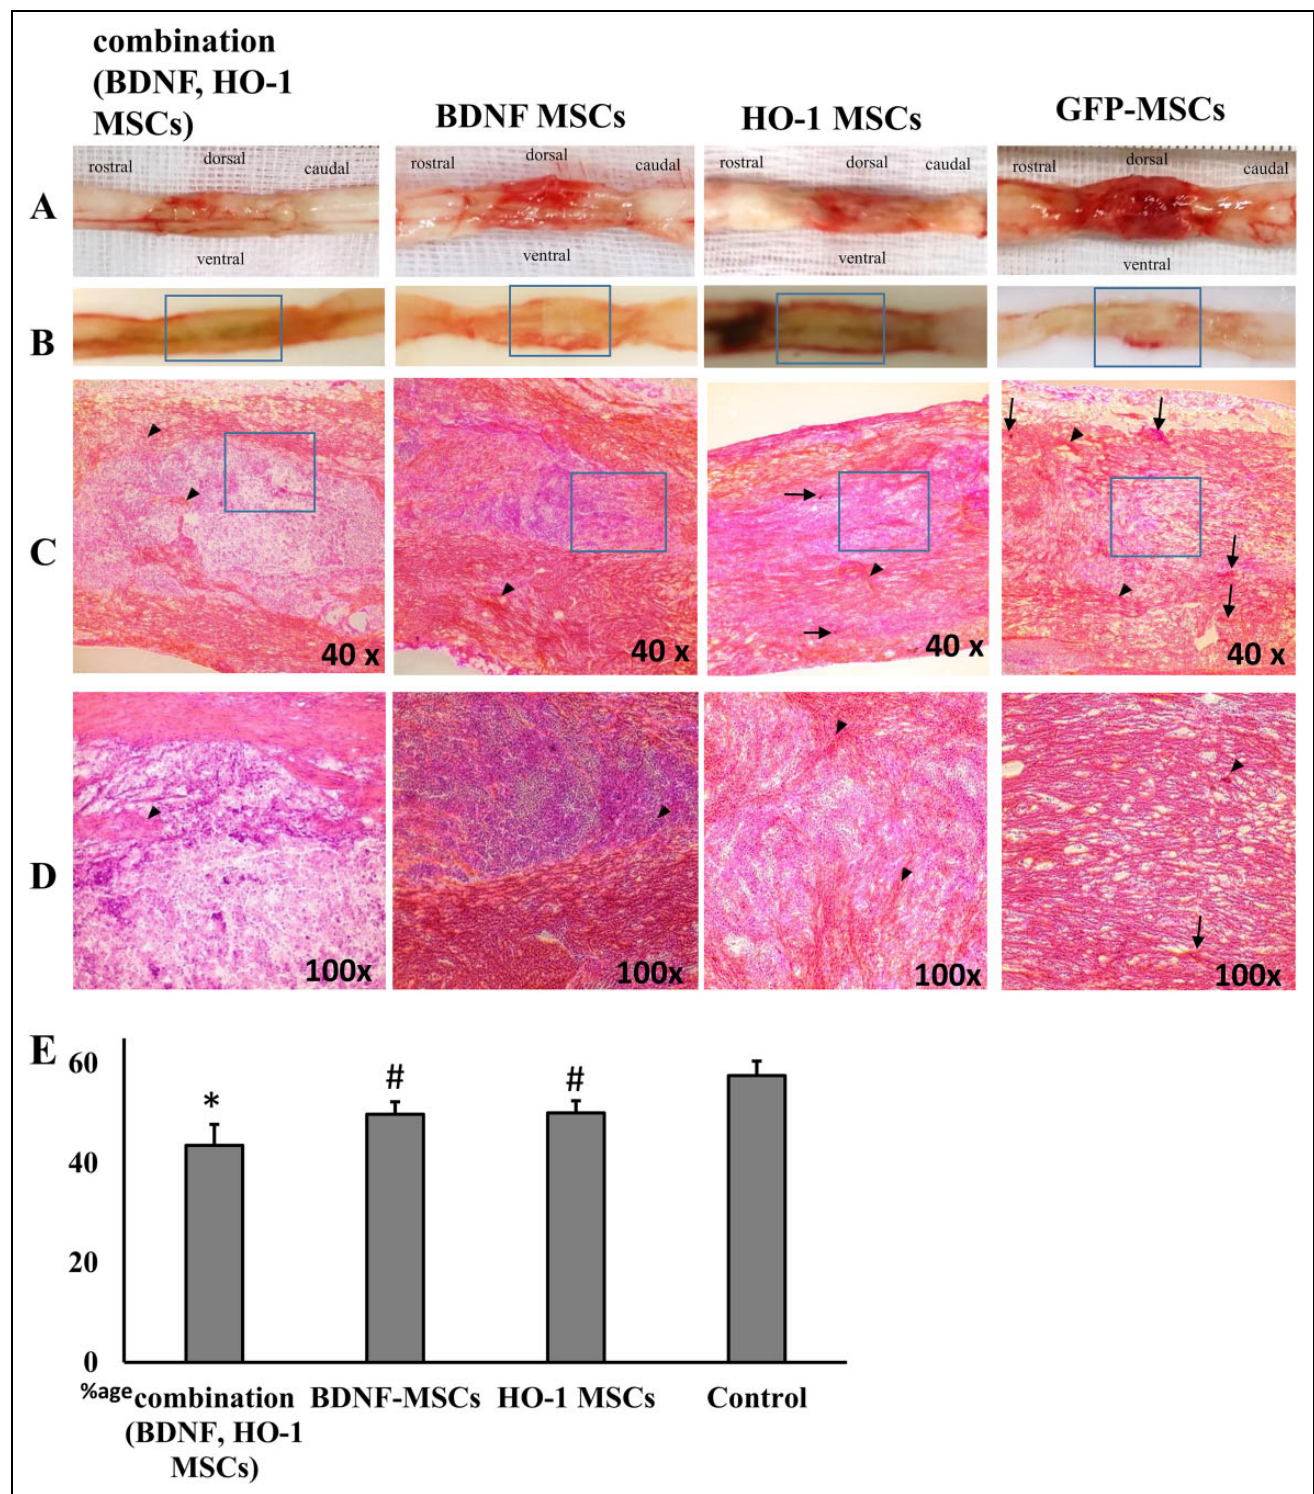 combination
(BDNF, HO-1
MSCs)
BDNF MSCs
HO-1 MSCs
GFP-MSCs
A
rostral
dorsal
caudal
ventral
rostral
dorsal
caudal
ventral
rostral
dorsal
caudal
ventral
rostral
dorsal
caudal
ventral
B
C
40 x
40 x
40 x
40 x
D
100x
100x
100x
100x
E
60
40
20
0
*
#
#
%age
combination
(BDNF, HO-1
MSCs)
BDNF-MSCs
HO-1 MSCs
Control